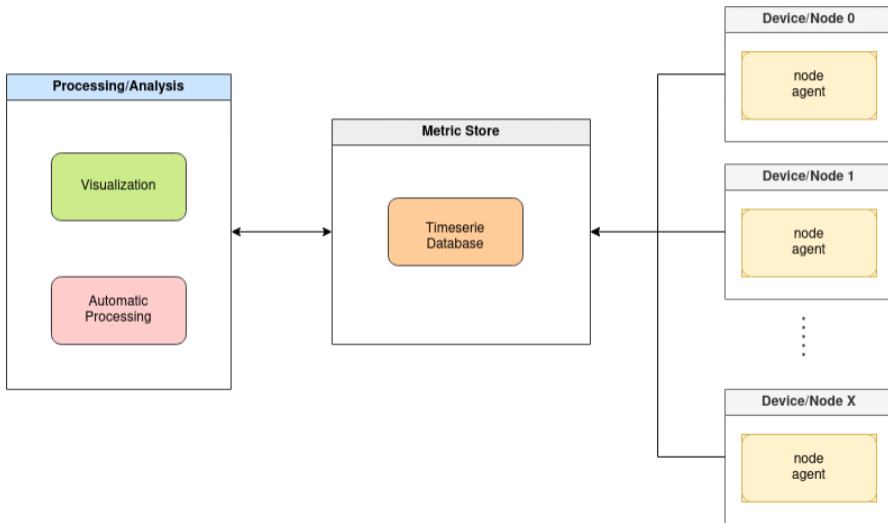 Processing/Analysis
Visualization
Automatic
Processing
Metric Store
Timeserie
Database
Device/Node 0
node
agent
Device/Node 1
node
agent
Device/Node X
node
agent